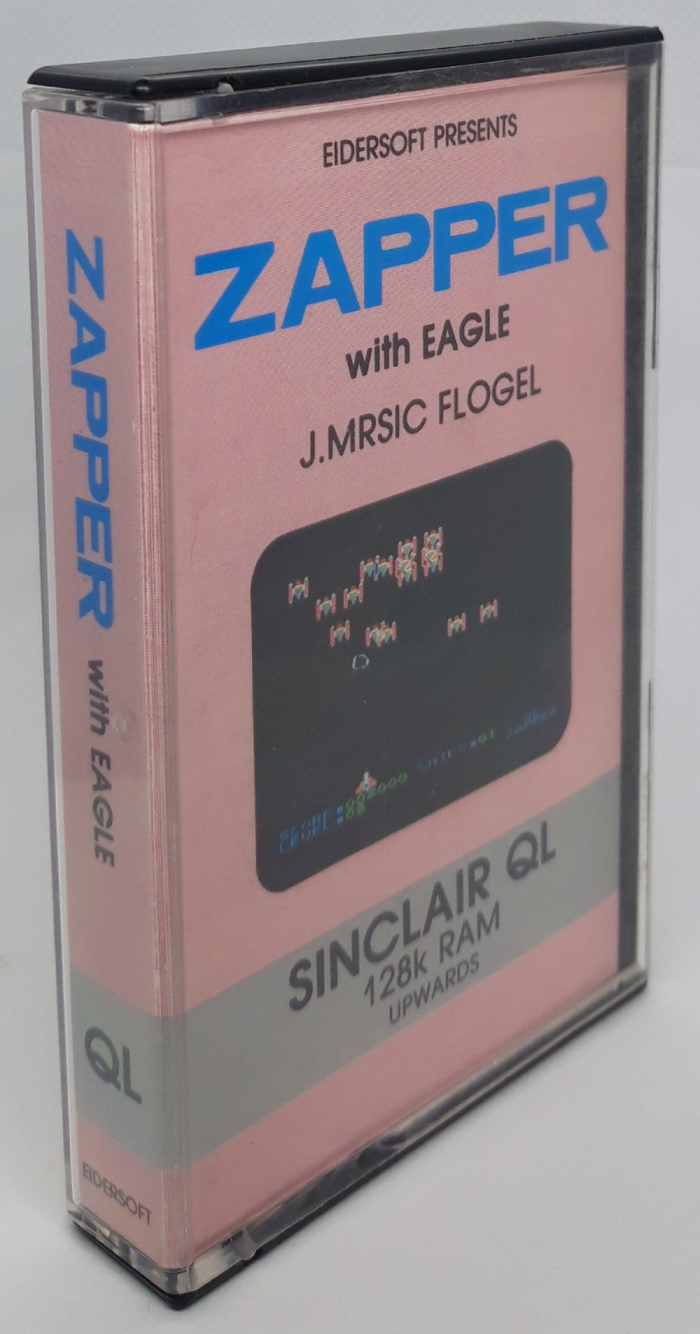 EIDERSOFT PRESENTS
ZAPPER
with EAGLE
J.MRSIC FLOGEL
SINCLAIR QL
128k RAM
UPWARDS
ZAPPER with EAGLE
QL
EIDERSOFT